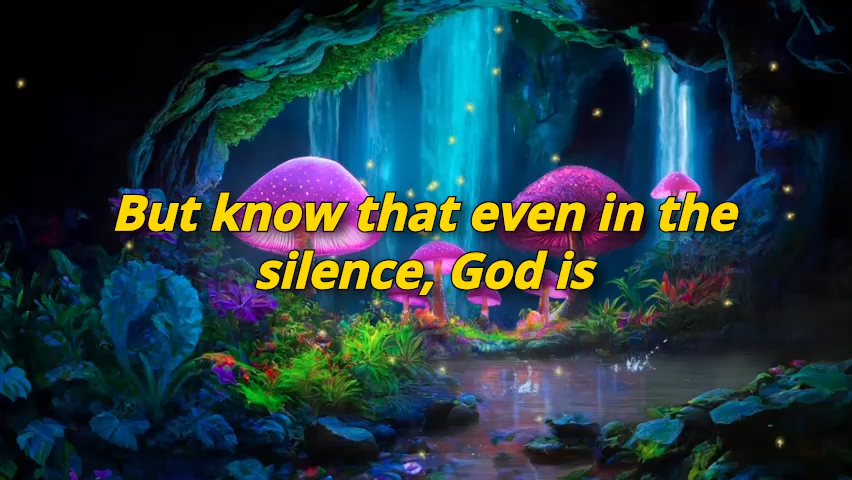 But know that even in the
silence, God is